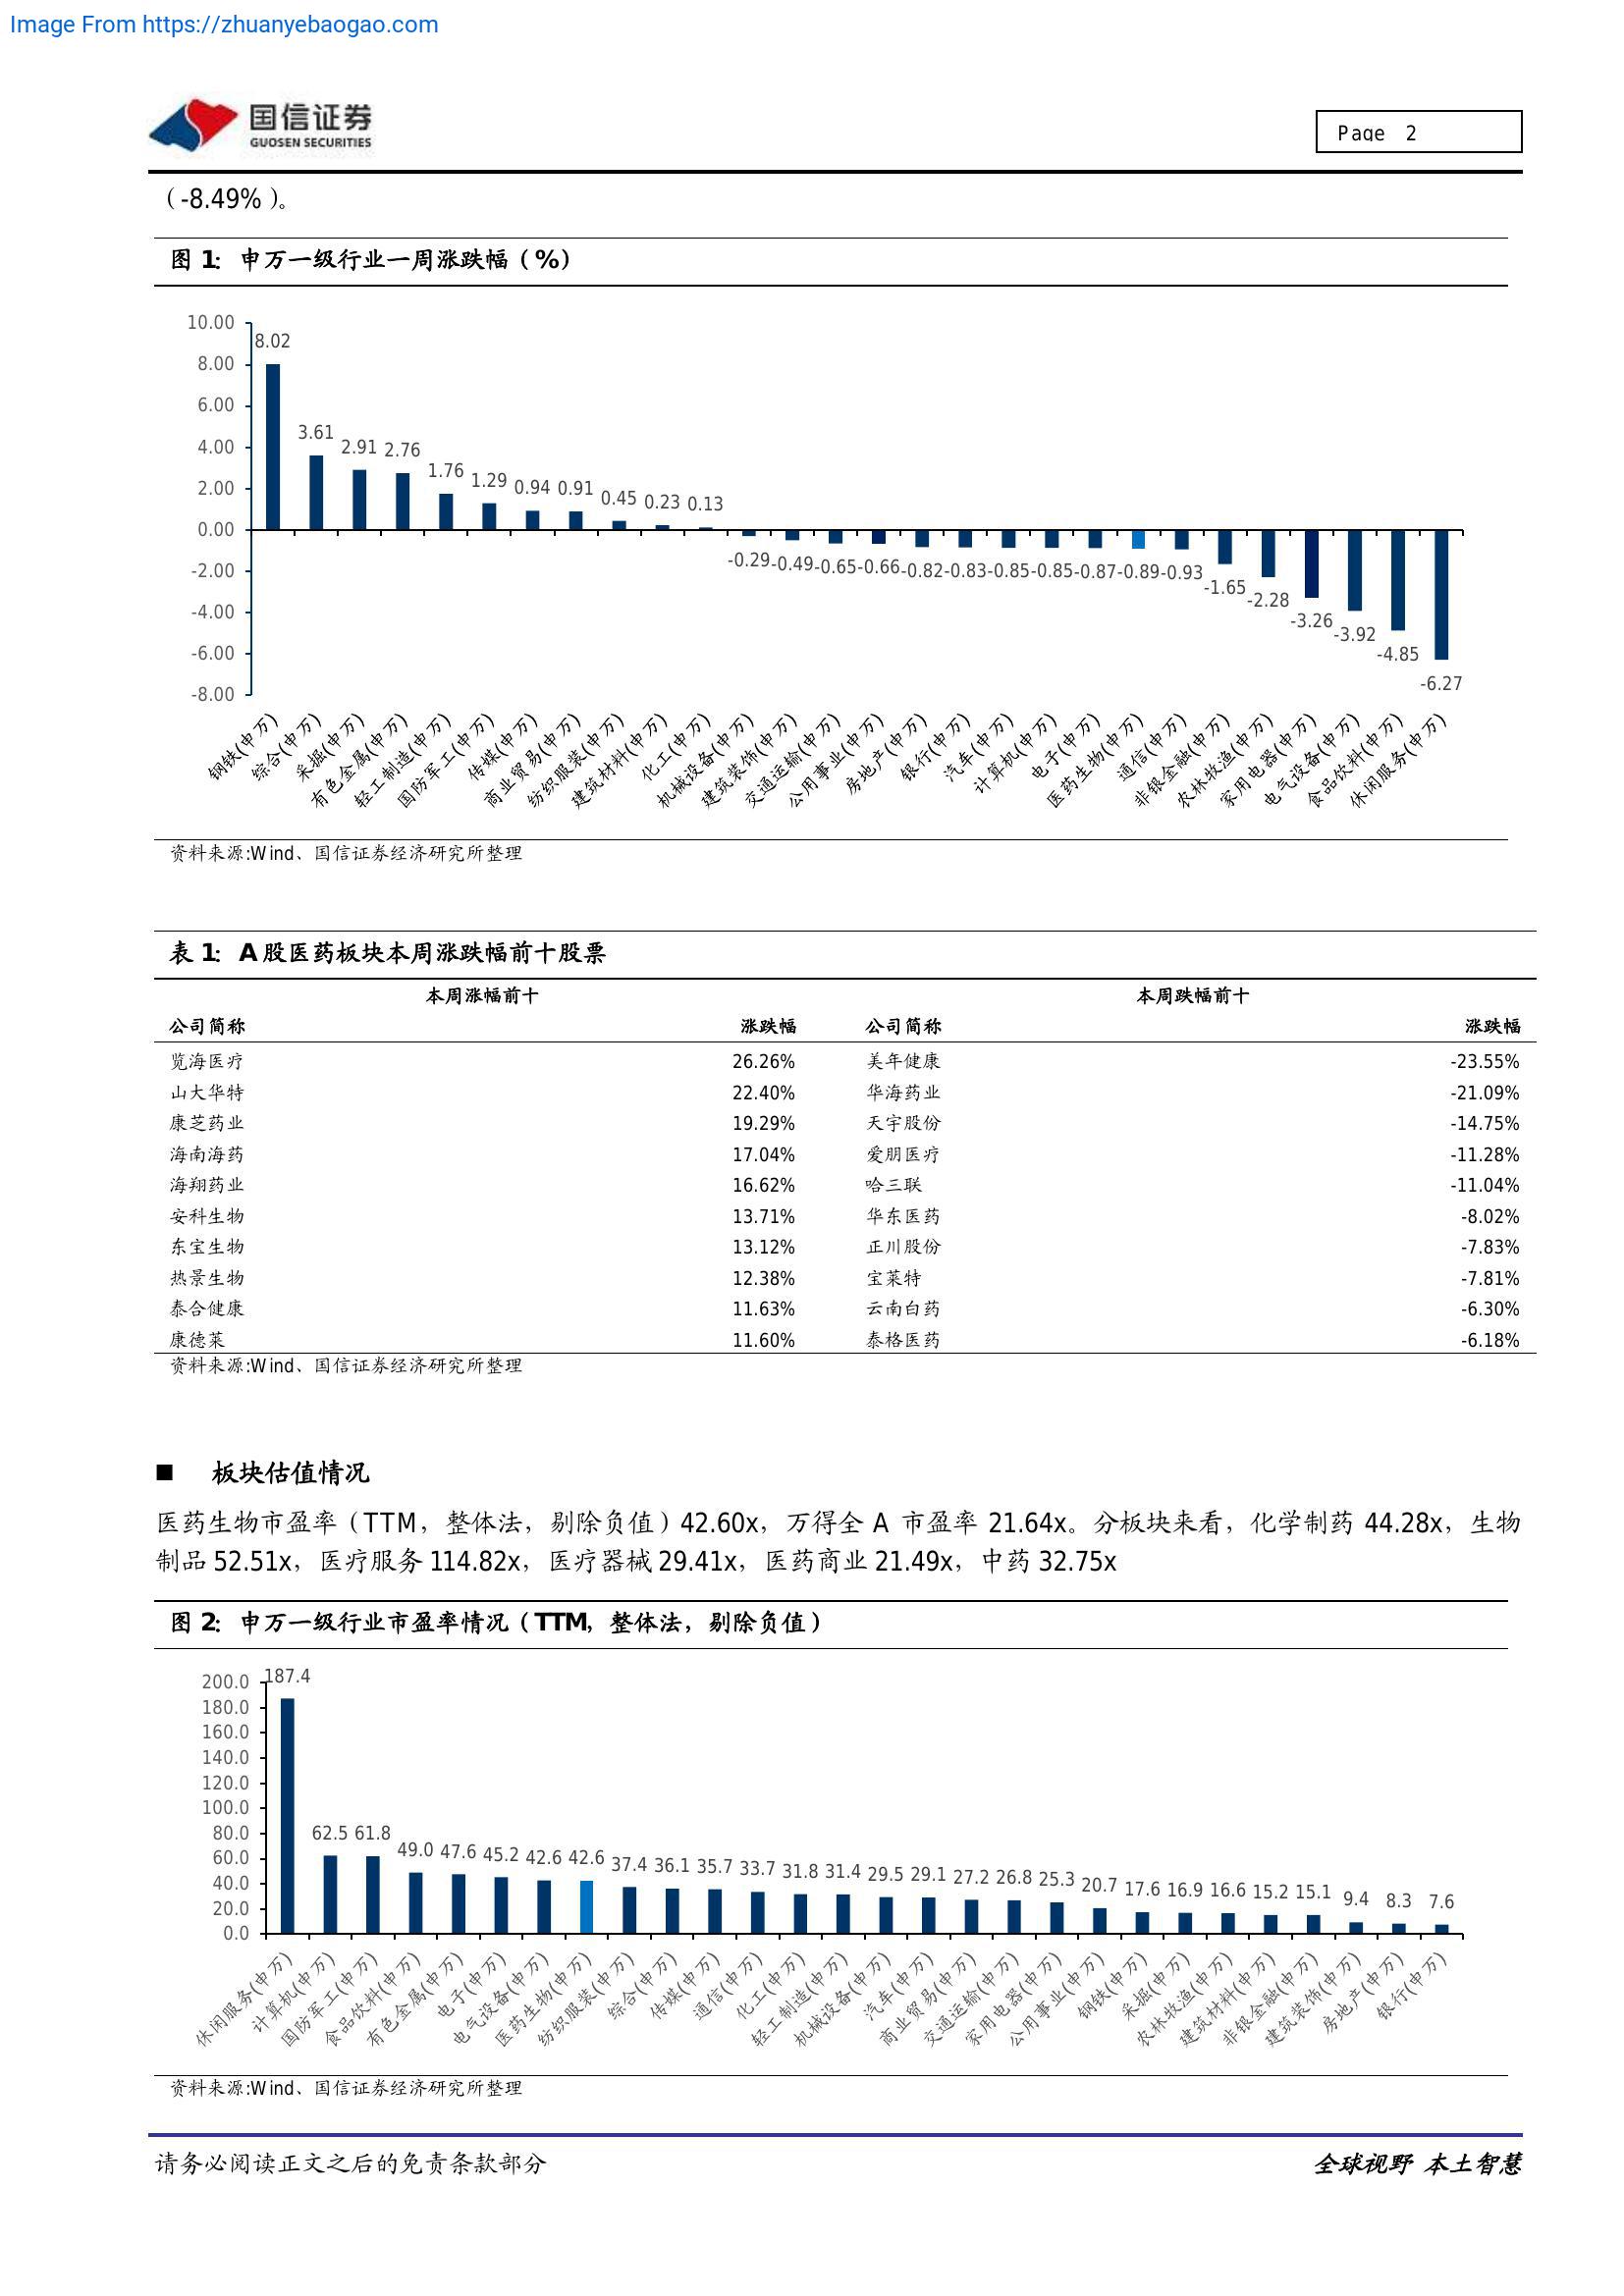 Image From https://zhuanyebaogao.com
国信证券
GUOSEN SECURITIES
Page 2
（-8.49%）。
图 1：申万一级行业一周涨跌幅（%）
10.00
8.00
6.00
4.00
2.00
0.00
-2.00
-4.00
-6.00
-8.00
8.02
3.61
2.91
2.76
1.76
1.29
0.94
0.91
0.45
0.23
0.13
-0.29
-0.49
-0.65
-0.66
-0.82
-0.83
-0.85
-0.85
-0.87
-0.89
-0.93
-1.65
-2.28
-3.26
-3.92
-4.85
-6.27
钢铁(申万)
综合(申万)
采掘(申万)
有色金属(申万)
轻工制造(申万)
国防军工(申万)
传媒(申万)
商业贸易(申万)
纺织服装(申万)
建筑材料(申万)
化工(申万)
机械设备(申万)
建筑装饰(申万)
交通运输(申万)
公用事业(申万)
房地产(申万)
银行(申万)
汽车(申万)
计算机(申万)
电子(申万)
医药生物(申万)
通信(申万)
非银金融(申万)
农林牧渔(申万)
家用电器(申万)
电气设备(申万)
食品饮料(申万)
休闲服务(申万)
资料来源:Wind、国信证券经济研究所整理
表 1：A 股医药板块本周涨跌幅前十股票
本周涨幅前十 本周跌幅前十
公司简称 涨跌幅 公司简称 涨跌幅
览海医疗 26.26% 美年健康 -23.55%
山大华特 22.40% 华海药业 -21.09%
康芝药业 19.29% 天宇股份 -14.75%
海南海药 17.04% 爱朋医疗 -11.28%
海翔药业 16.62% 哈三联 -11.04%
安科生物 13.71% 华东医药 -8.02%
东宝生物 13.12% 正川股份 -7.83%
热景生物 12.38% 宝莱特 -7.81%
泰合健康 11.63% 云南白药 -6.30%
康德莱 11.60% 泰格医药 -6.18%
资料来源:Wind、国信证券经济研究所整理
■ 板块估值情况
医药生物市盈率（TTM，整体法，剔除负值）42.60x，万得全 A 市盈率 21.64x。分板块来看，化学制药 44.28x，生物
制品 52.51x，医疗服务 114.82x，医疗器械 29.41x，医药商业 21.49x，中药 32.75x
图 2：申万一级行业市盈率情况（TTM，整体法，剔除负值）
200.0
180.0
160.0
140.0
120.0
100.0
80.0
60.0
40.0
20.0
0.0
187.4
62.5
61.8
49.0
47.6
45.2
42.6
42.6
37.4
36.1
35.7
33.7
31.8
31.4
29.5
29.1
27.2
26.8
25.3
20.7
17.6
16.9
16.6
15.2
15.1
9.4
8.3
7.6
休闲服务(申万)
计算机(申万)
国防军工(申万)
食品饮料(申万)
有色金属(申万)
电子(申万)
电气设备(申万)
医药生物(申万)
纺织服装(申万)
综合(申万)
传媒(申万)
通信(申万)
化工(申万)
轻工制造(申万)
机械设备(申万)
汽车(申万)
商业贸易(申万)
交通运输(申万)
家用电器(申万)
公用事业(申万)
钢铁(申万)
采掘(申万)
农林牧渔(申万)
建筑材料(申万)
非银金融(申万)
建筑装饰(申万)
房地产(申万)
银行(申万)
资料来源:Wind、国信证券经济研究所整理
请务必阅读正文之后的免责条款部分 全球视野 本土智慧